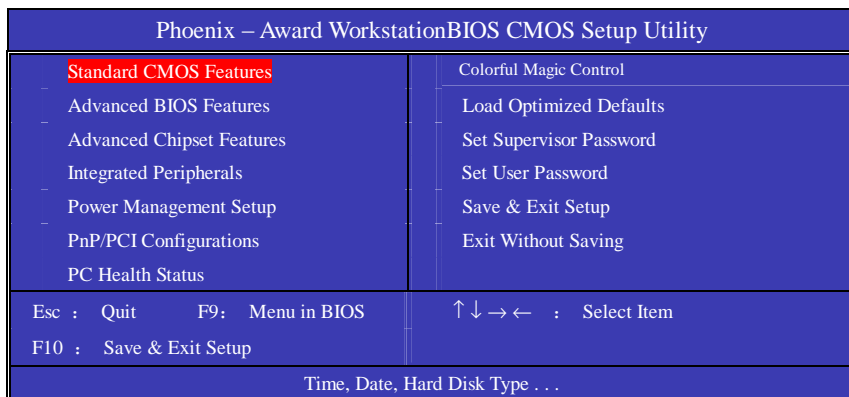 Phoenix – Award WorkstationBIOS CMOS Setup Utility
Standard CMOS Features
Advanced BIOS Features
Advanced Chipset Features
Integrated Peripherals
Power Management Setup
PnP/PCI Configurations
PC Health Status
Colorful Magic Control
Load Optimized Defaults
Set Supervisor Password
Set User Password
Save & Exit Setup
Exit Without Saving
Esc ： Quit F9： Menu in BIOS ↑↓→← ： Select Item
F10 ： Save & Exit Setup
Time, Date, Hard Disk Type . . .